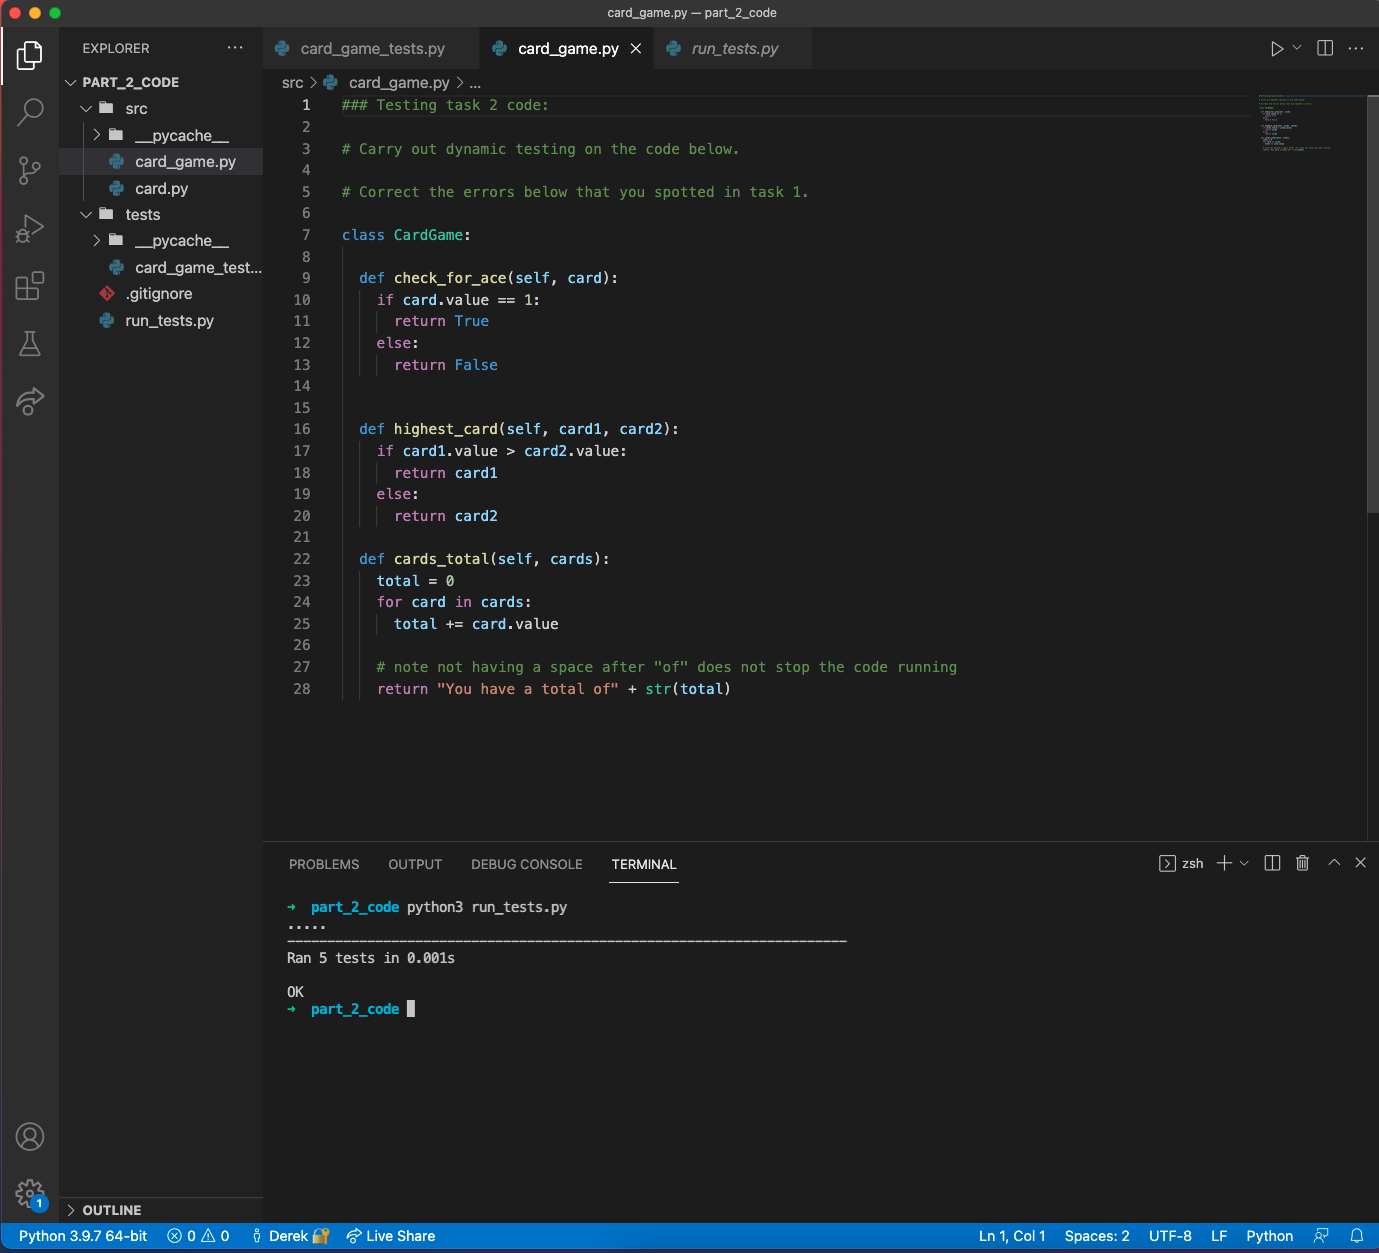 card_game.py — part_2_code
EXPLORER
card_game_tests.py
card_game.py
run_tests.py
PART_2_CODE
src
__pycache__
card_game.py
card.py
tests
__pycache__
card_game_test...
.gitignore
run_tests.py
OUTLINE
src > card_game.py > ...
1 ### Testing task 2 code:
2
3 # Carry out dynamic testing on the code below.
4
5 # Correct the errors below that you spotted in task 1.
6
7 class CardGame:
8
9 def check_for_ace(self, card):
10 if card.value == 1:
11 return True
12 else:
13 return False
14
15
16 def highest_card(self, card1, card2):
17 if card1.value > card2.value:
18 return card1
19 else:
20 return card2
21
22 def cards_total(self, cards):
23 total = 0
24 for card in cards:
25 total += card.value
26
27 # note not having a space after "of" does not stop the code running
28 return "You have a total of" + str(total)
PROBLEMS OUTPUT DEBUG CONSOLE TERMINAL
zsh
➜ part_2_code python3 run_tests.py
.....
----------------------------------------------------------------------
Ran 5 tests in 0.001s
OK
➜ part_2_code
1
Python 3.9.7 64-bit 0 0 Derek 🔐 Live Share Ln 1, Col 1 Spaces: 2 UTF-8 LF Python